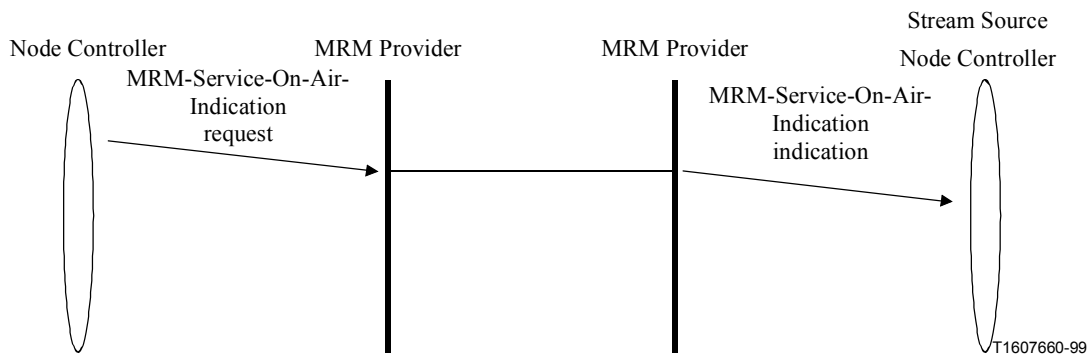 Stream Source
Node Controller
MRM Provider
MRM Provider
Node Controller
MRM-Service-On-Air-
Indication
request
MRM-Service-On-Air-
Indication
indication
T1607660-99